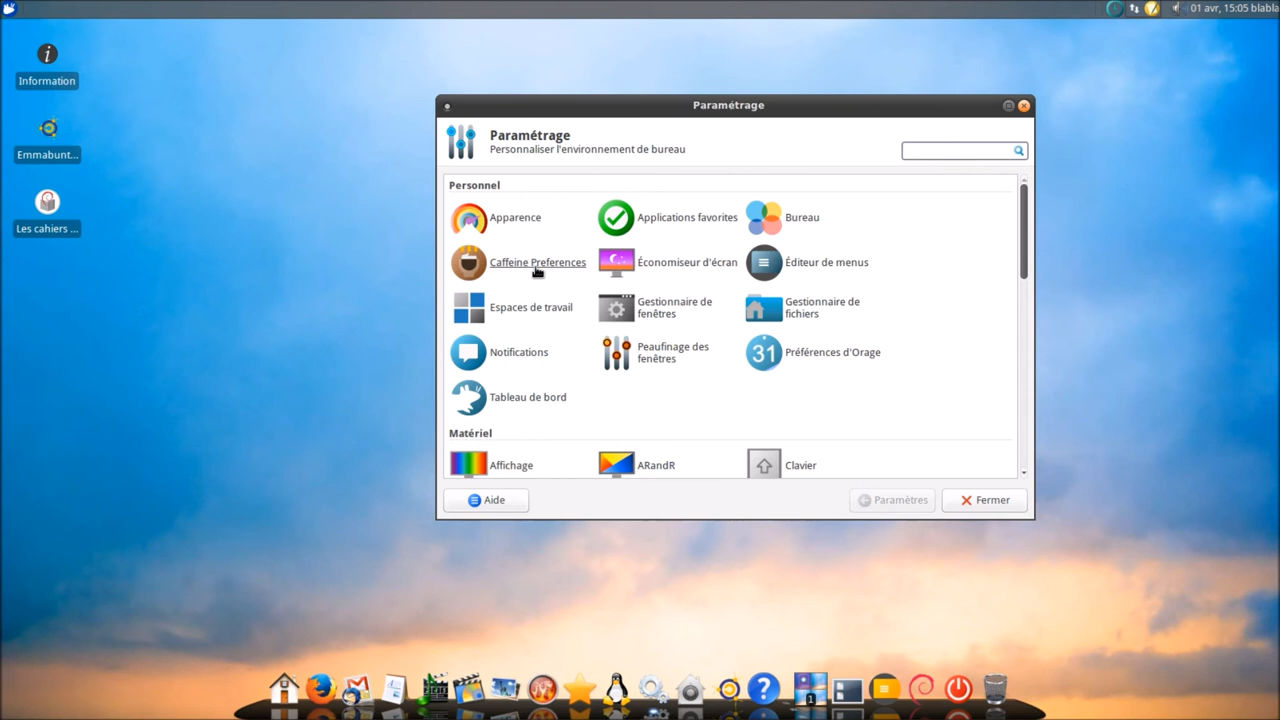 01 avr, 15:05 blabla
Information
Emmabunt...
Les cahiers ...
Paramétrage
Paramétrage
Personnaliser l'environnement de bureau
Personnel
Apparence
Applications favorites
Bureau
Caffeine Preferences
Économiseur d'écran
Éditeur de menus
Espaces de travail
Gestionnaire de
fenêtres
Gestionnaire de
fichiers
Notifications
Peaufinage des
fenêtres
31
Préférences d'Orage
Tableau de bord
Matériel
Affichage
ARandR
Clavier
Aide
Paramètres
Fermer
1